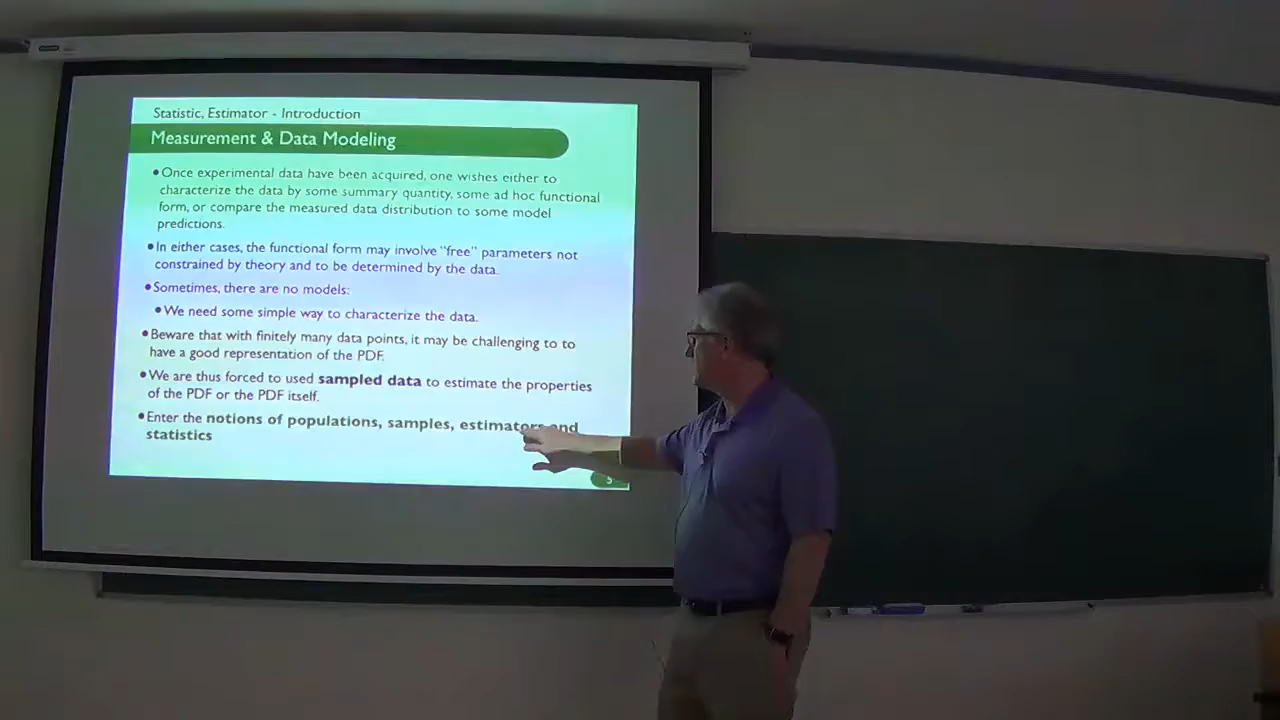 Statistic, Estimator - Introduction
Measurement & Data Modeling
•Once experimental data have been acquired, one wishes either to
characterize the data by some summary quantity, some ad hoc functional
form, or compare the measured data distribution to some model
predictions.
•In either cases, the functional form may involve "free" parameters not
constrained by theory and to be determined by the data.
•Sometimes, there are no models:
•We need some simple way to characterize the data.
•Beware that with finitely many data points, it may be challenging to to
have a good representation of the PDF.
•We are thus forced to used sampled data to estimate the properties
of the PDF or the PDF itself.
•Enter the notions of populations, samples, estimators and
statistics
5